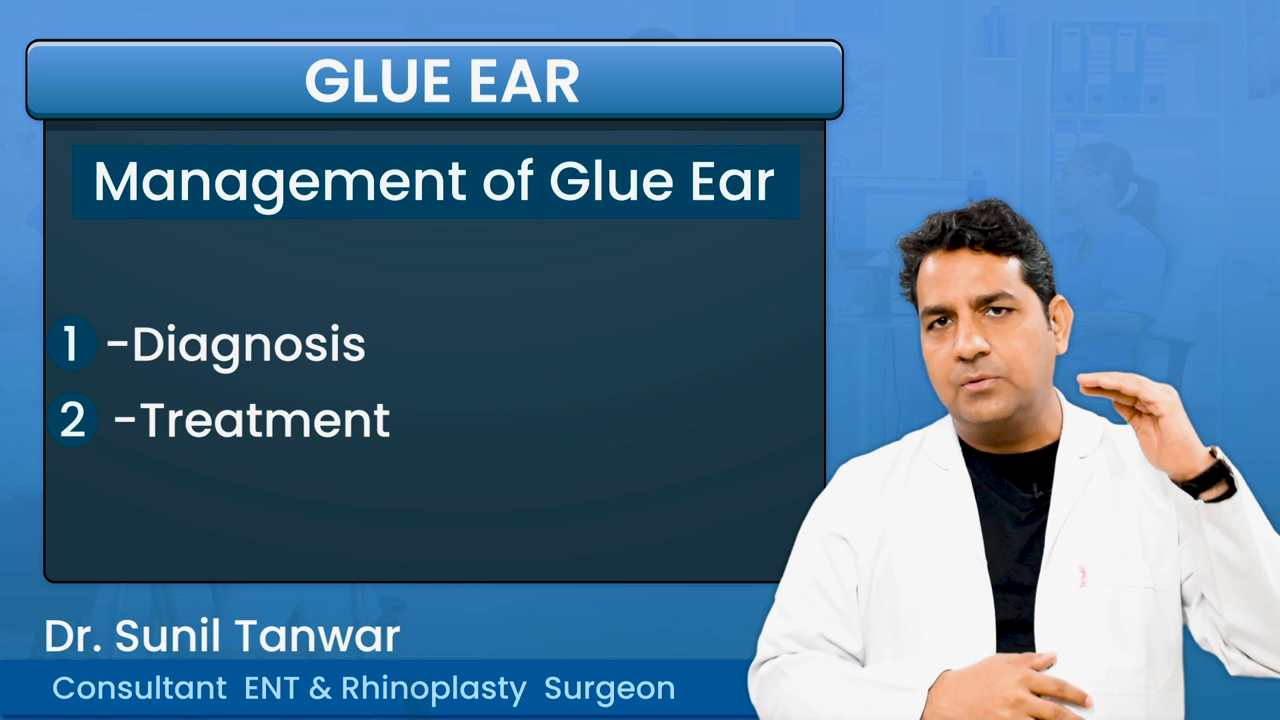 GLUE EAR
Management of Glue Ear
1 -Diagnosis
2 -Treatment
Dr. Sunil Tanwar
Consultant ENT & Rhinoplasty Surgeon